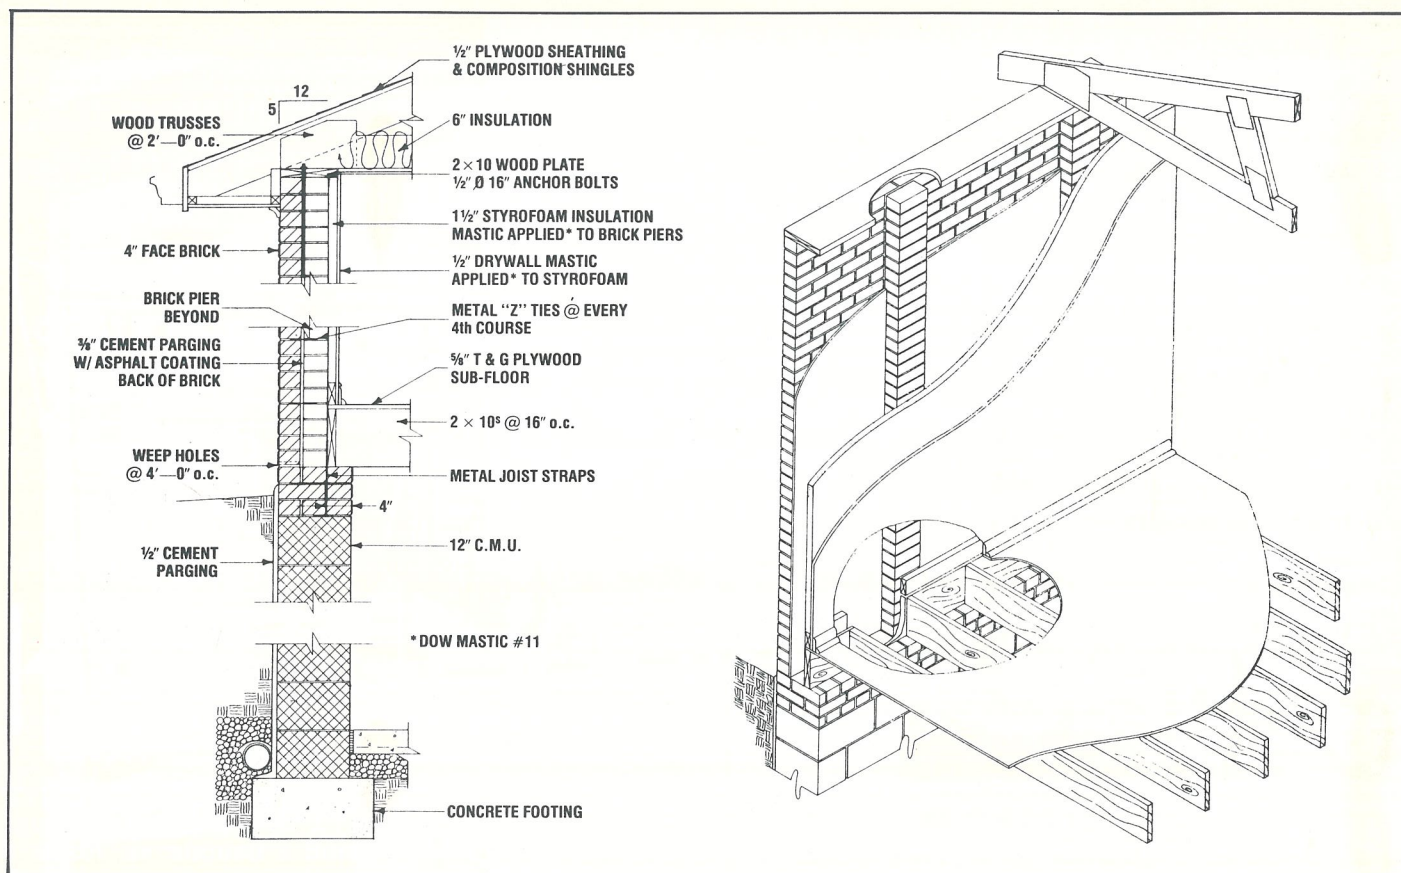 ½" PLYWOOD SHEATHING
& COMPOSITION SHINGLES
12
5
WOOD TRUSSES
@ 2'—0" o.c.
6" INSULATION
2 × 10 WOOD PLATE
½" Ø 16" ANCHOR BOLTS
1½" STYROFOAM INSULATION
MASTIC APPLIED* TO BRICK PIERS
4" FACE BRICK
½" DRYWALL MASTIC
APPLIED* TO STYROFOAM
BRICK PIER
BEYOND
METAL "Z" TIES @ EVERY
4th COURSE
⅜" CEMENT PARGING
W/ ASPHALT COATING
BACK OF BRICK
⅝" T & G PLYWOOD
SUB-FLOOR
2 × 10ˢ @ 16" o.c.
WEEP HOLES
@ 4'—0" o.c.
METAL JOIST STRAPS
4"
½" CEMENT
PARGING
12" C.M.U.
* DOW MASTIC #11
CONCRETE FOOTING